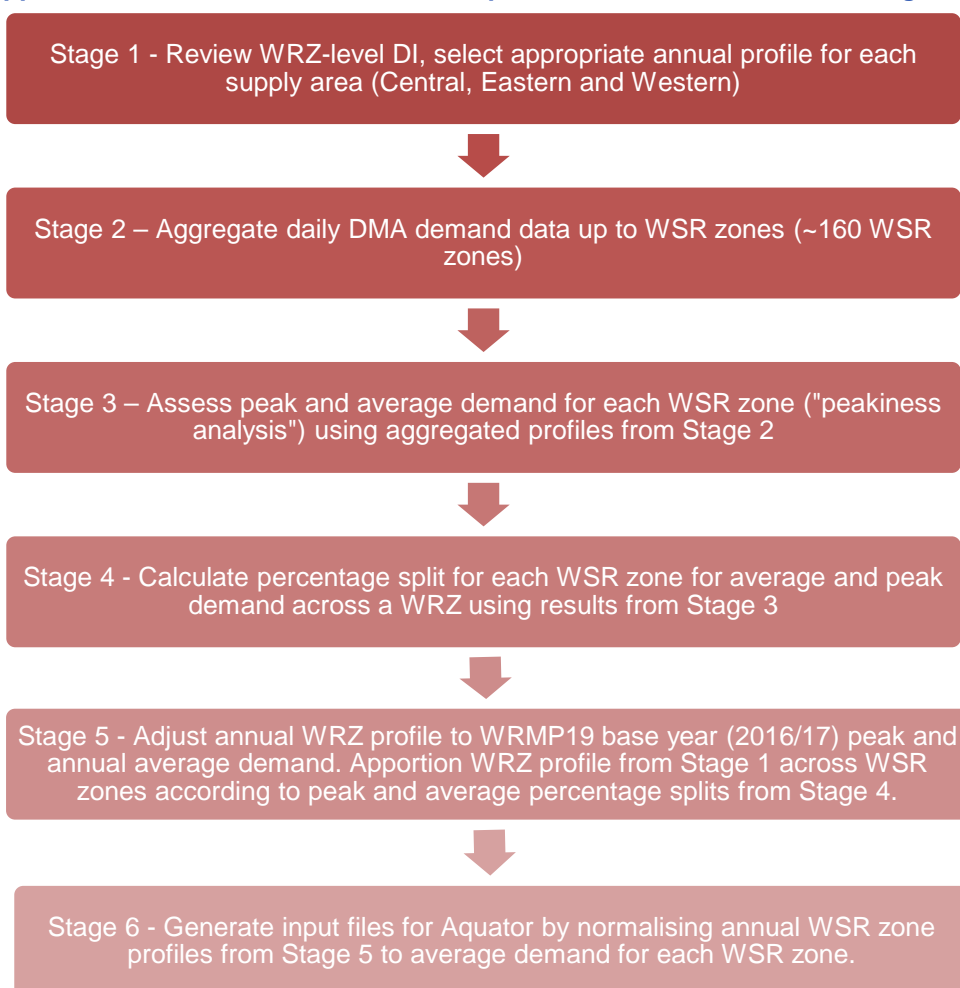 Stage 1 - Review WRZ-level DI, select appropriate annual profile for each
supply area (Central, Eastern and Western)
Stage 2 – Aggregate daily DMA demand data up to WSR zones (~160 WSR
zones)
Stage 3 – Assess peak and average demand for each WSR zone ("peakiness
analysis") using aggregated profiles from Stage 2
Stage 4 - Calculate percentage split for each WSR zone for average and peak
demand across a WRZ using results from Stage 3
Stage 5 - Adjust annual WRZ profile to WRMP19 base year (2016/17) peak and
annual average demand. Apportion WRZ profile from Stage 1 across WSR
zones according to peak and average percentage splits from Stage 4.
Stage 6 - Generate input files for Aquator by normalising annual WSR zone
profiles from Stage 5 to average demand for each WSR zone.